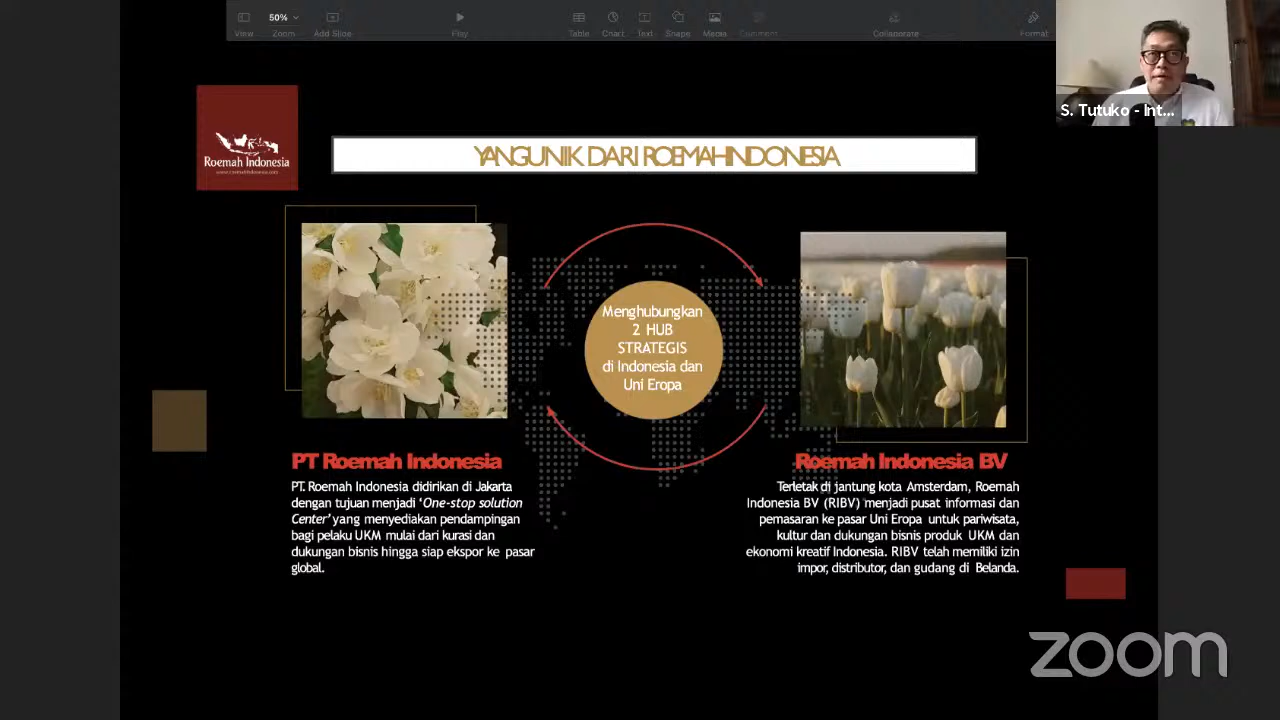 50%
View
Zoom
Add Slide
Play
Table
Chart
Text
Shape
Media
Comment
Collaborate
Format
S. Tutuko - Int...
Roemah Indonesia
www.roemahindonesia.com
YANG UNIK DARI ROEMAH INDONESIA
Menghubungkan
2 HUB
STRATEGIS
di Indonesia dan
Uni Eropa
PT Roemah Indonesia
PT. Roemah Indonesia didirikan di Jakarta
dengan tujuan menjadi ‘One-stop solution
Center’ yang menyediakan pendampingan
bagi pelaku UKM mulai dari kurasi dan
dukungan bisnis hingga siap ekspor ke pasar
global.
Roemah Indonesia BV
Terletak di jantung kota Amsterdam, Roemah
Indonesia BV (RIBV) menjadi pusat informasi dan
pemasaran ke pasar Uni Eropa untuk pariwisata,
kultur dan dukungan bisnis produk UKM dan
ekonomi kreatif Indonesia. RIBV telah memiliki izin
impor, distributor, dan gudang di Belanda.
zoom